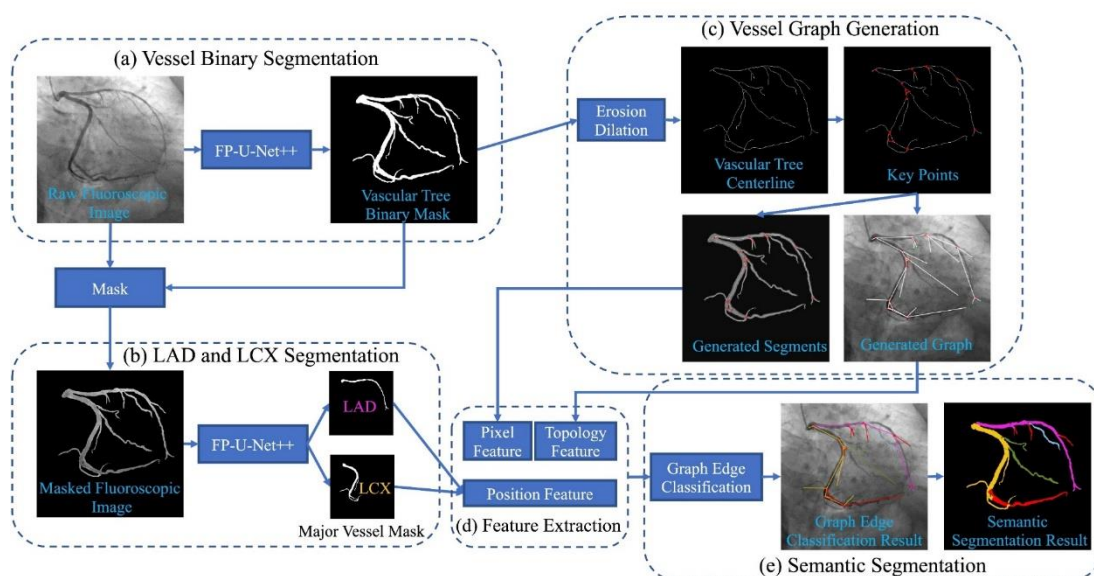 (a) Vessel Binary Segmentation
Raw Fluoroscopic
Image
FP-U-Net++
Vascular Tree
Binary Mask
Mask
(b) LAD and LCX Segmentation
Masked Fluoroscopic
Image
FP-U-Net++
LAD
LCX
Major Vessel Mask
(c) Vessel Graph Generation
Erosion
Dilation
Vascular Tree
Centerline
Key Points
Generated Segments
Generated Graph
Pixel
Feature
Topology
Feature
Position Feature
(d) Feature Extraction
Graph Edge
Classification
Graph Edge
Classification Result
Semantic
Segmentation Result
(e) Semantic Segmentation